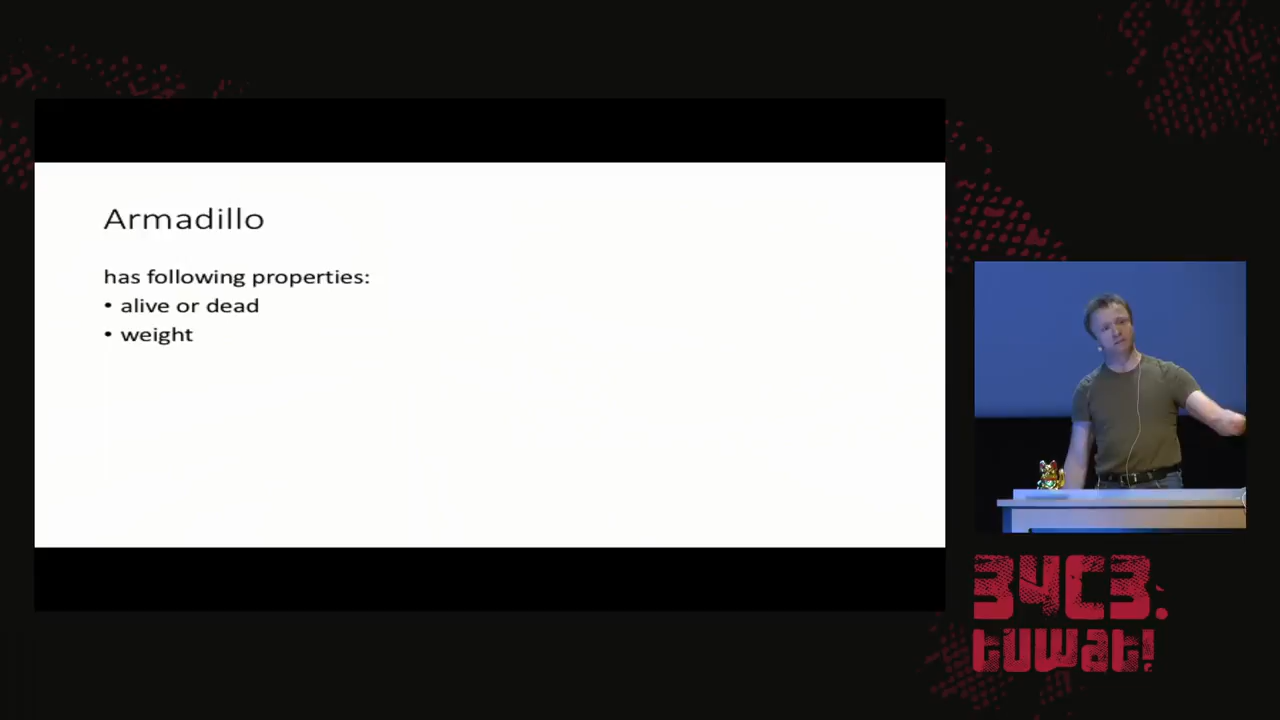 Armadillo
has following properties:
• alive or dead
• weight
34C3.
tuwat!